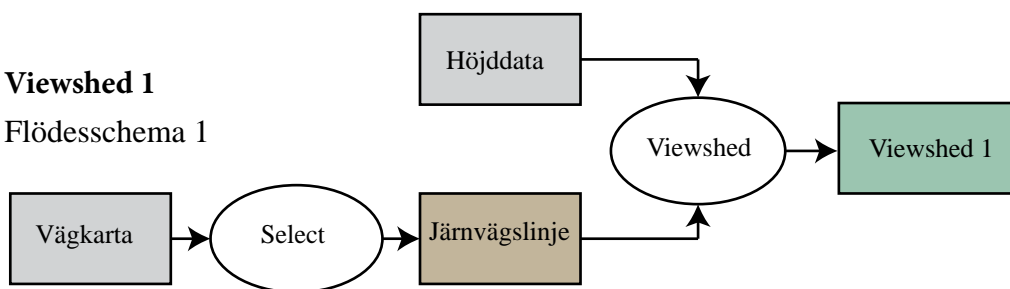 Viewshed 1
Flödesschema 1
Höjddata
Viewshed
Viewshed 1
Vägkarta
Select
Järnvägslinje